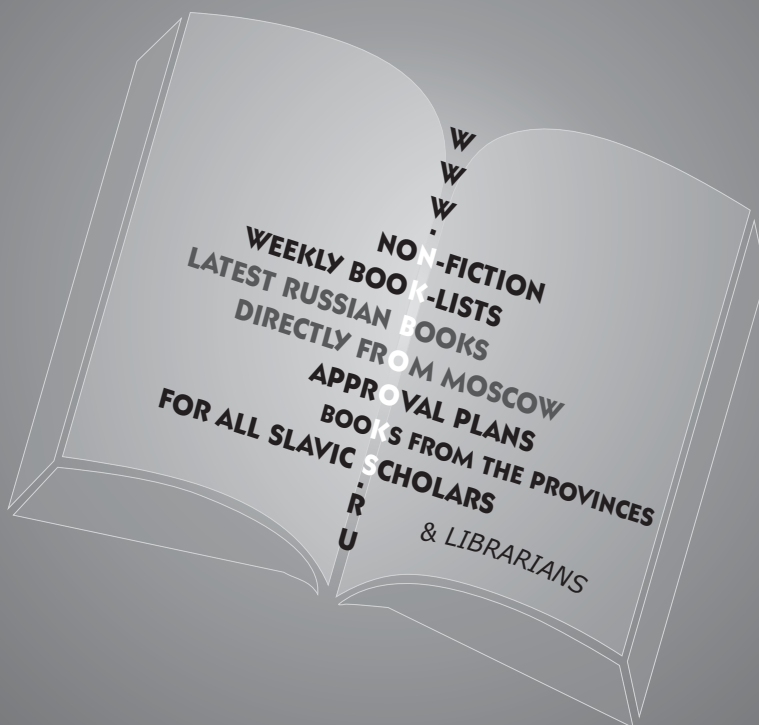 W
W
W
.
NON-FICTION
WEEKLY BOOK-LISTS
LATEST RUSSIAN BOOKS
DIRECTLY FROM MOSCOW
APPROVAL PLANS
BOOKS FROM THE PROVINCES
FOR ALL SLAVIC SCHOLARS
.
R
U
& LIBRARIANS